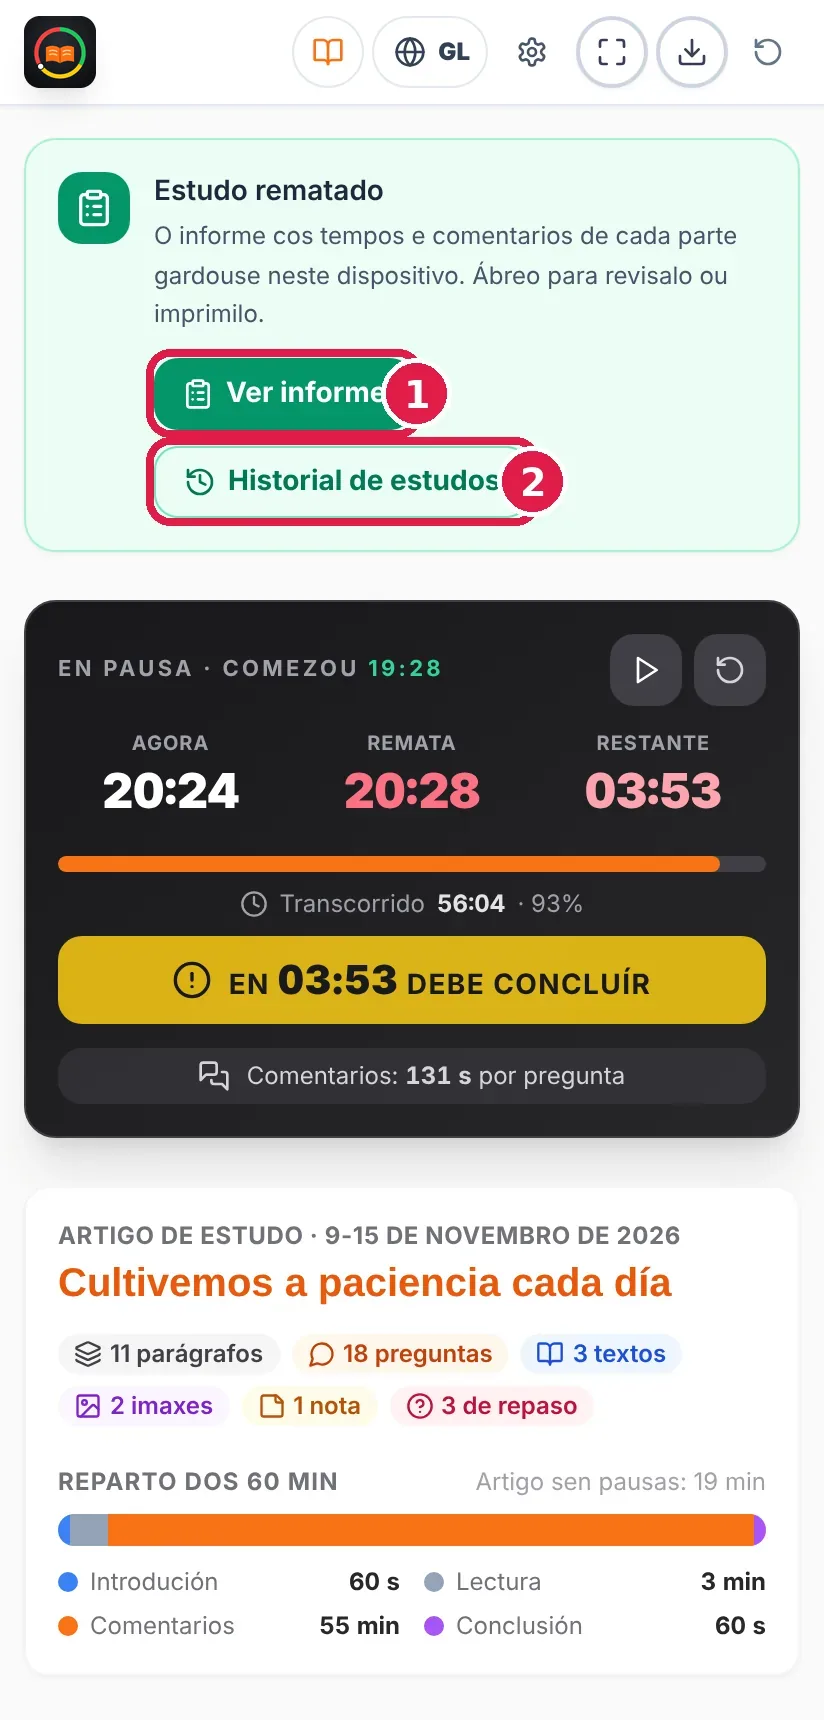 GL
Estudo rematado
O informe cos tempos e comentarios de cada parte
gardouse neste dispositivo. Ábreo para revisalo ou
imprimilo.
Ver informe
1
Historial de estudos
2
EN PAUSA · COMEZOU 19:28
AGORA REMATA RESTANTE
20:24 20:28 03:53
Transcorrido 56:04 · 93%
EN 03:53 DEBE CONCLUÍR
Comentarios: 131 s por pregunta
ARTIGO DE ESTUDO · 9-15 DE NOVEMBRO DE 2026
Cultivemos a paciencia cada día
11 parágrafos 18 preguntas 3 textos
2 imaxes 1 nota 3 de repaso
REPARTO DOS 60 MIN Artigo sen pausas: 19 min
Introdución 60 s Lectura 3 min
Comentarios 55 min Conclusión 60 s